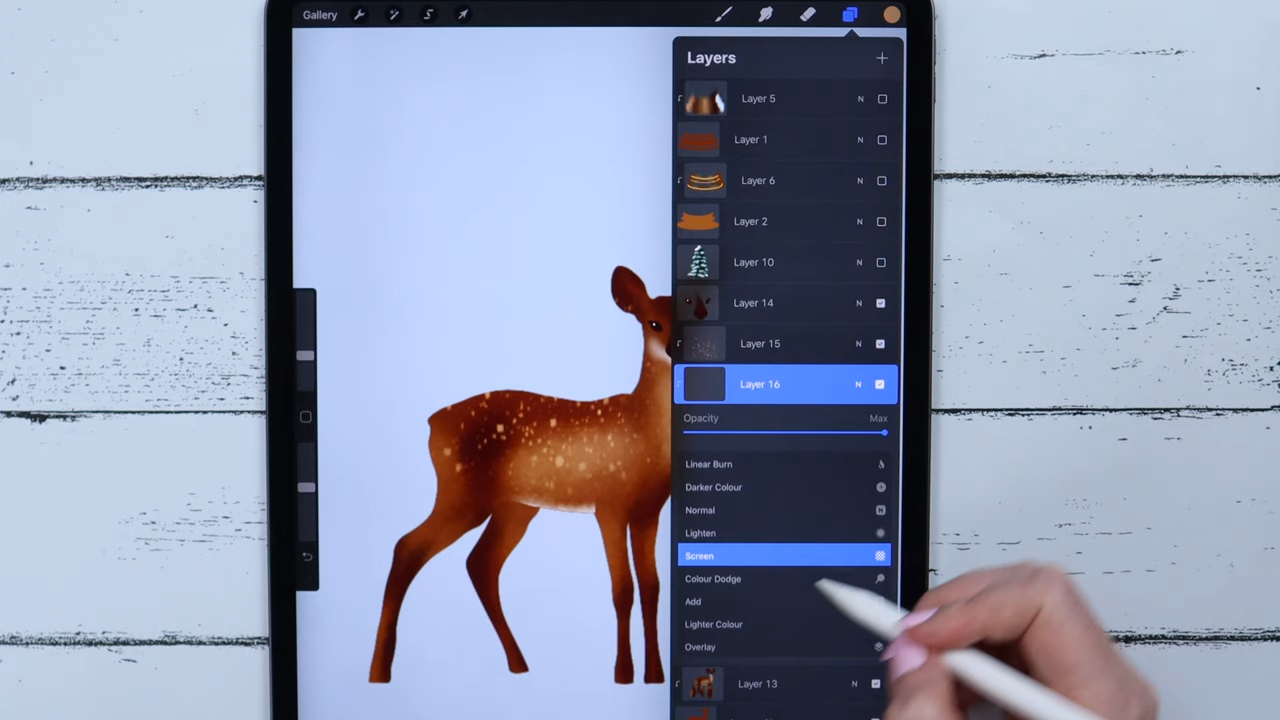 Gallery
Layers
Layer 5 N
Layer 1 N
Layer 6 N
Layer 2 N
Layer 10 N
Layer 14 N
Layer 15 N
Layer 16 N
Opacity Max
Linear Burn
Darker Colour
Normal N
Lighten
Screen
Colour Dodge
Add
Lighter Colour
Overlay
Layer 13 N